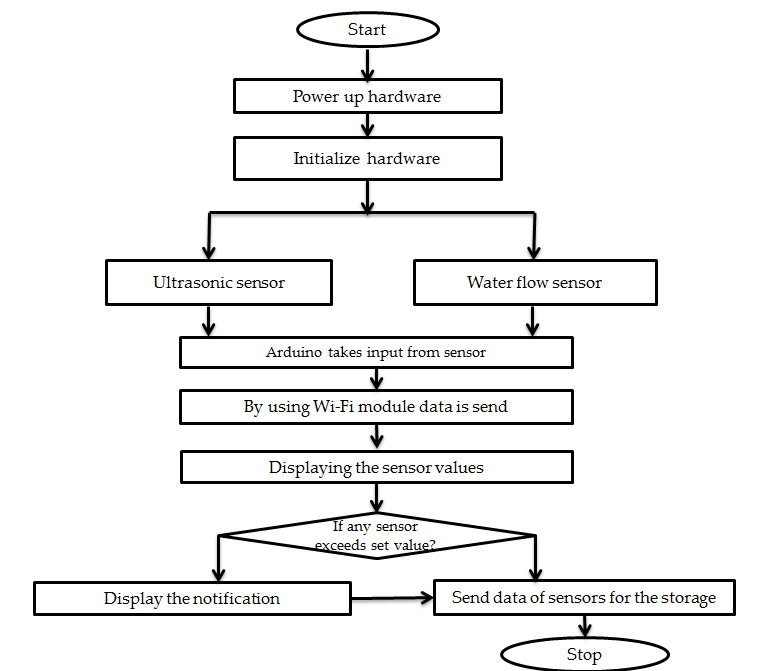 Start
Power up hardware
Initialize hardware
Ultrasonic sensor
Water flow sensor
Arduino takes input from sensor
By using Wi-Fi module data is send
Displaying the sensor values
If any sensor
exceeds set value?
Display the notification
Send data of sensors for the storage
Stop